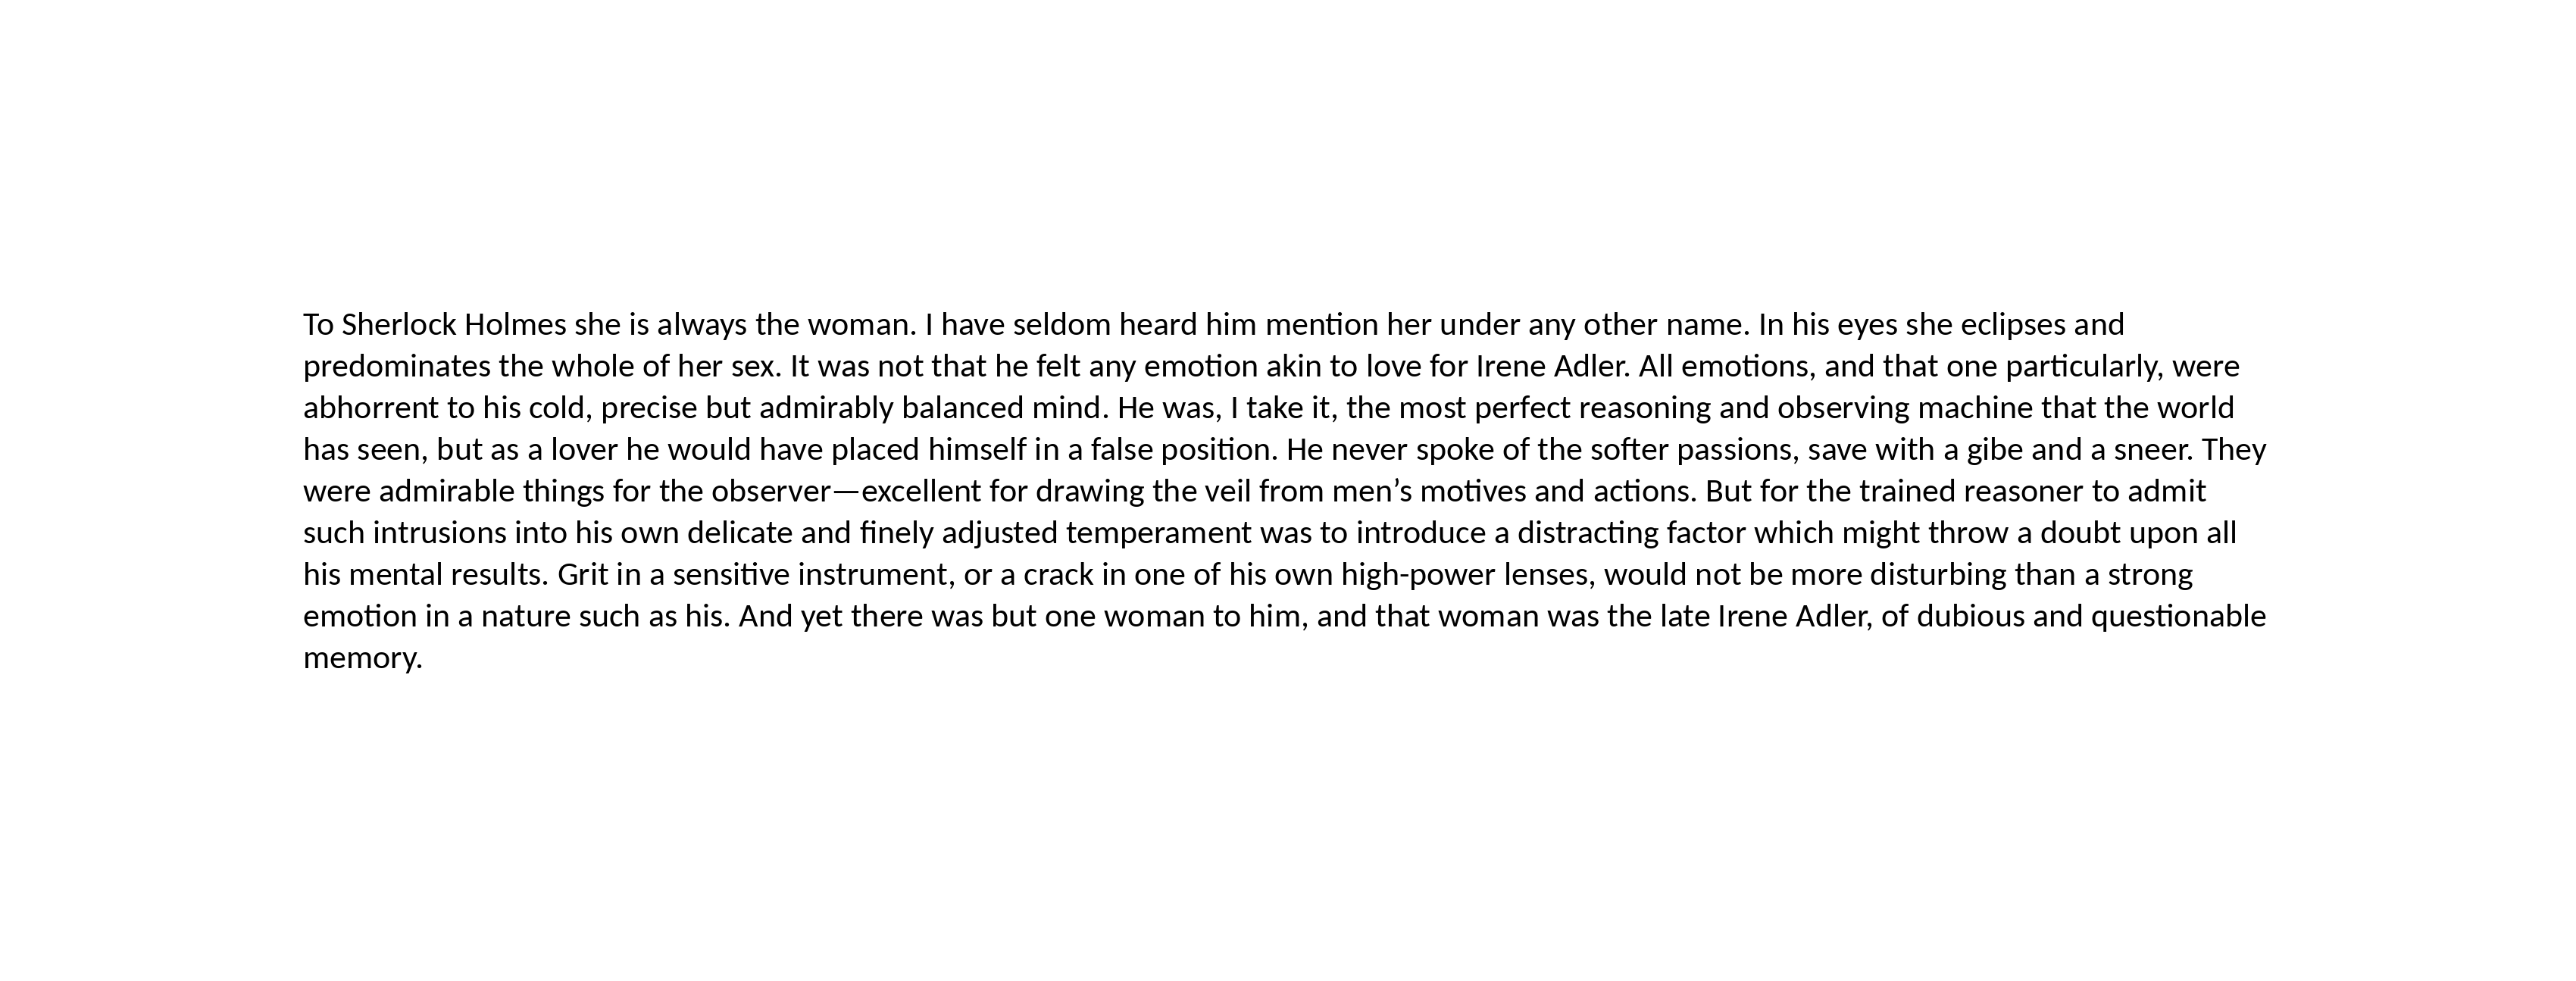 To Sherlock Holmes she is always the woman. I have seldom heard him mention her under any other name. In his eyes she eclipses and
predominates the whole of her sex. It was not that he felt any emotion akin to love for Irene Adler. All emotions, and that one particularly, were
abhorrent to his cold, precise but admirably balanced mind. He was, I take it, the most perfect reasoning and observing machine that the world
has seen, but as a lover he would have placed himself in a false position. He never spoke of the softer passions, save with a gibe and a sneer. They
were admirable things for the observer—excellent for drawing the veil from men’s motives and actions. But for the trained reasoner to admit
such intrusions into his own delicate and finely adjusted temperament was to introduce a distracting factor which might throw a doubt upon all
his mental results. Grit in a sensitive instrument, or a crack in one of his own high-power lenses, would not be more disturbing than a strong
emotion in a nature such as his. And yet there was but one woman to him, and that woman was the late Irene Adler, of dubious and questionable
memory.